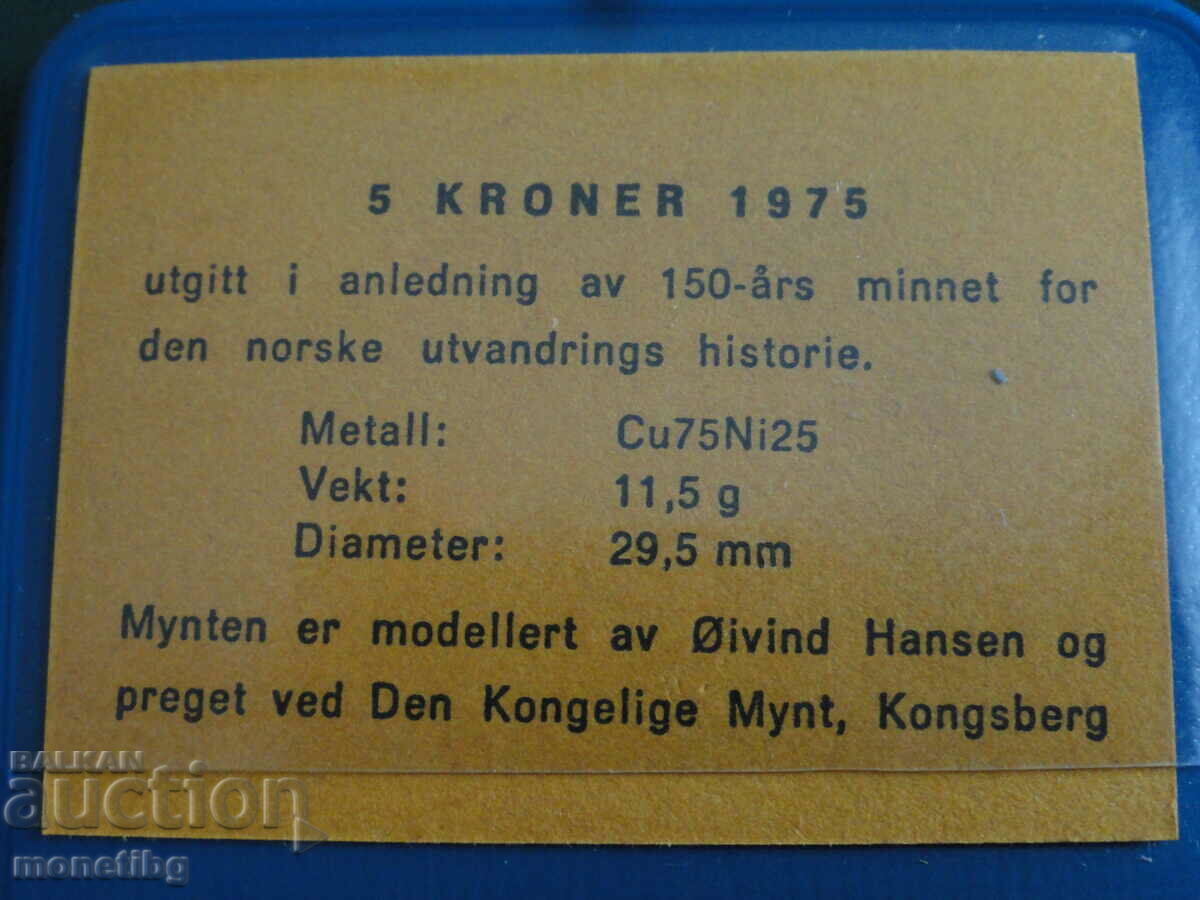 5 KRONER 1975
utgitt i anledning av 150-års minnet for
den norske utvandrings historie.
Metall: Cu75Ni25
Vekt: 11,5 g
Diameter: 29,5 mm
Mynten er modellert av Øivind Hansen og
preget ved Den Kongelige Mynt, Kongsberg
BALKAN
auction
monetibg